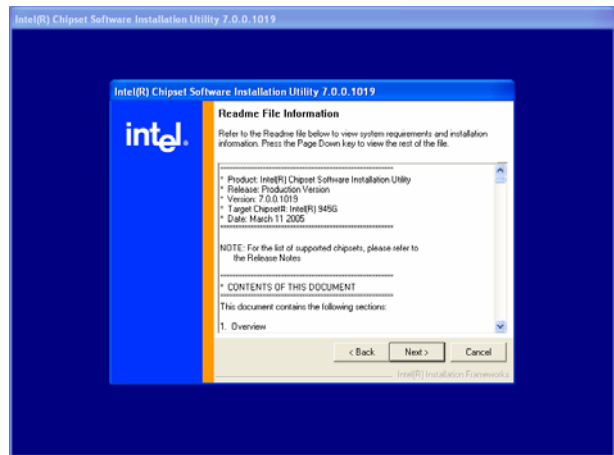 Intel(R) Chipset Software Installation Utility 7.0.0.1019
Intel(R) Chipset Software Installation Utility 7.0.0.1019
intel.
Readme File Information
Refer to the Readme file below to view system requirements and installation
information. Press the Page Down key to view the rest of the file.
************************************************************
* Product: Intel(R) Chipset Software Installation Utility
* Release: Production Version
* Version: 7.0.0.1019
* Target Chipset#: Intel(R) 945G
* Date: March 11 2005
************************************************************
NOTE: For the list of supported chipsets, please refer to
the Release Notes
************************************************************
* CONTENTS OF THIS DOCUMENT
************************************************************
This document contains the following sections:
1. Overview
< Back
Next >
Cancel
Intel(R) Installation Frameworks